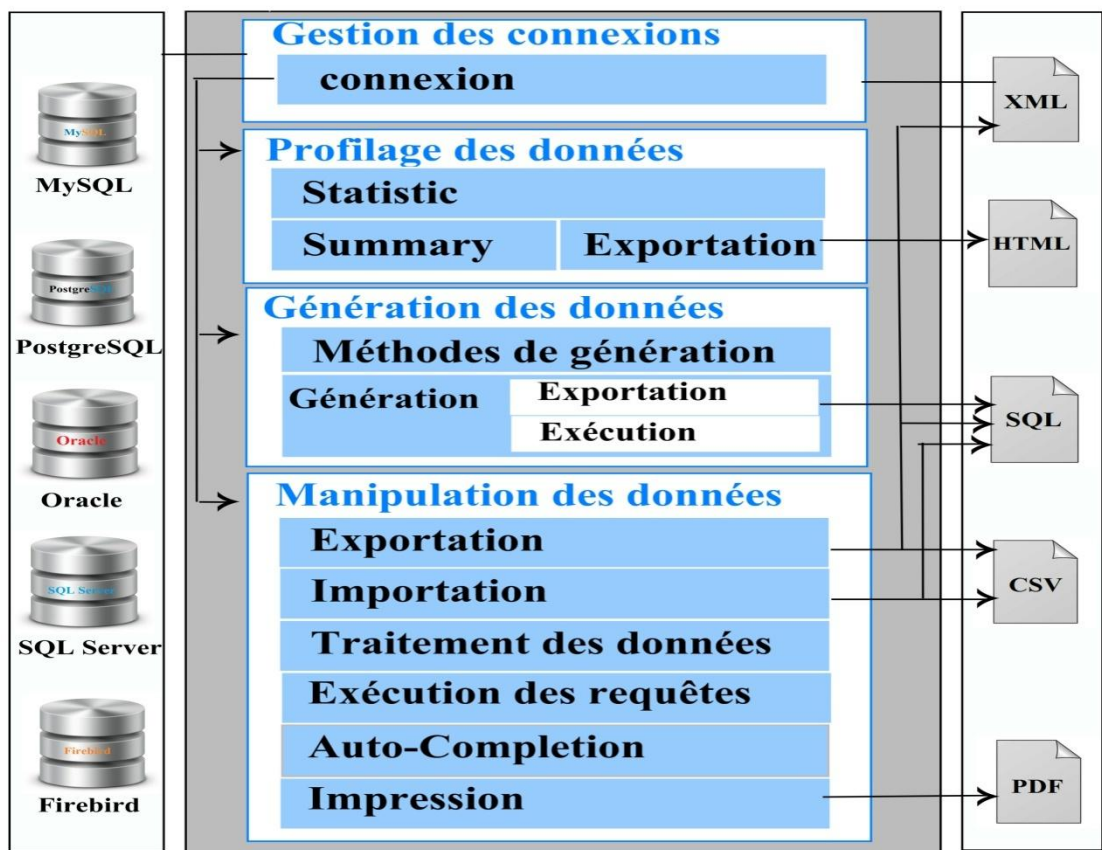 MySQL
MySQL
PostgreSQL
PostgreSQL
Oracle
Oracle
SQL Server
SQL Server
Firebird
Firebird
Gestion des connexions
connexion
Profilage des données
Statistic
Summary
Exportation
Génération des données
Méthodes de génération
Génération
Exportation
Exécution
Manipulation des données
Exportation
Importation
Traitement des données
Exécution des requêtes
Auto-Completion
Impression
XML
HTML
SQL
CSV
PDF